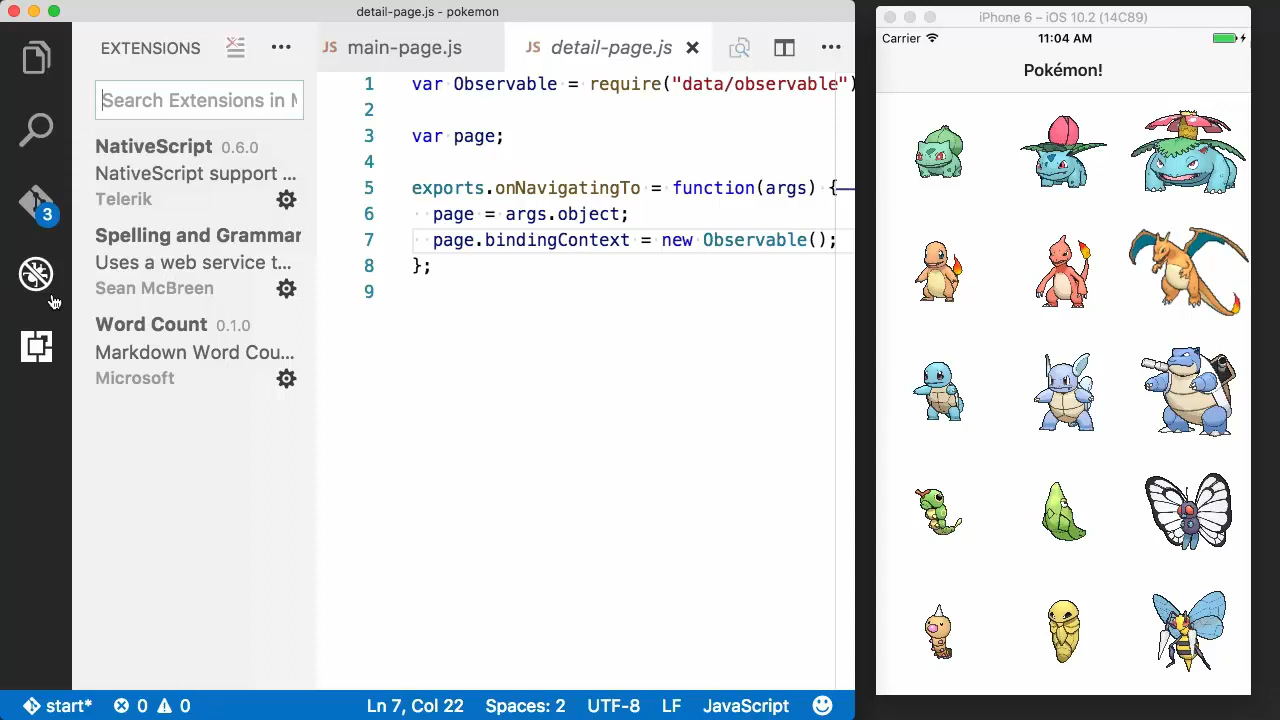 detail-page.js - pokemon
EXTENSIONS
Search Extensions in M
NativeScript 0.6.0
NativeScript support ...
Telerik
Spelling and Grammar
Uses a web service t...
Sean McBreen
Word Count 0.1.0
Markdown Word Cou...
Microsoft
3
JS main-page.js
JS detail-page.js
1 var Observable = require("data/observable")
2
3 var page;
4
5 exports.onNavigatingTo = function(args) {
6 page = args.object;
7 page.bindingContext = new Observable();
8 };
9
start* 0 0
Ln 7, Col 22 Spaces: 2 UTF-8 LF JavaScript
iPhone 6 – iOS 10.2 (14C89)
Carrier 11:04 AM
Pokémon!